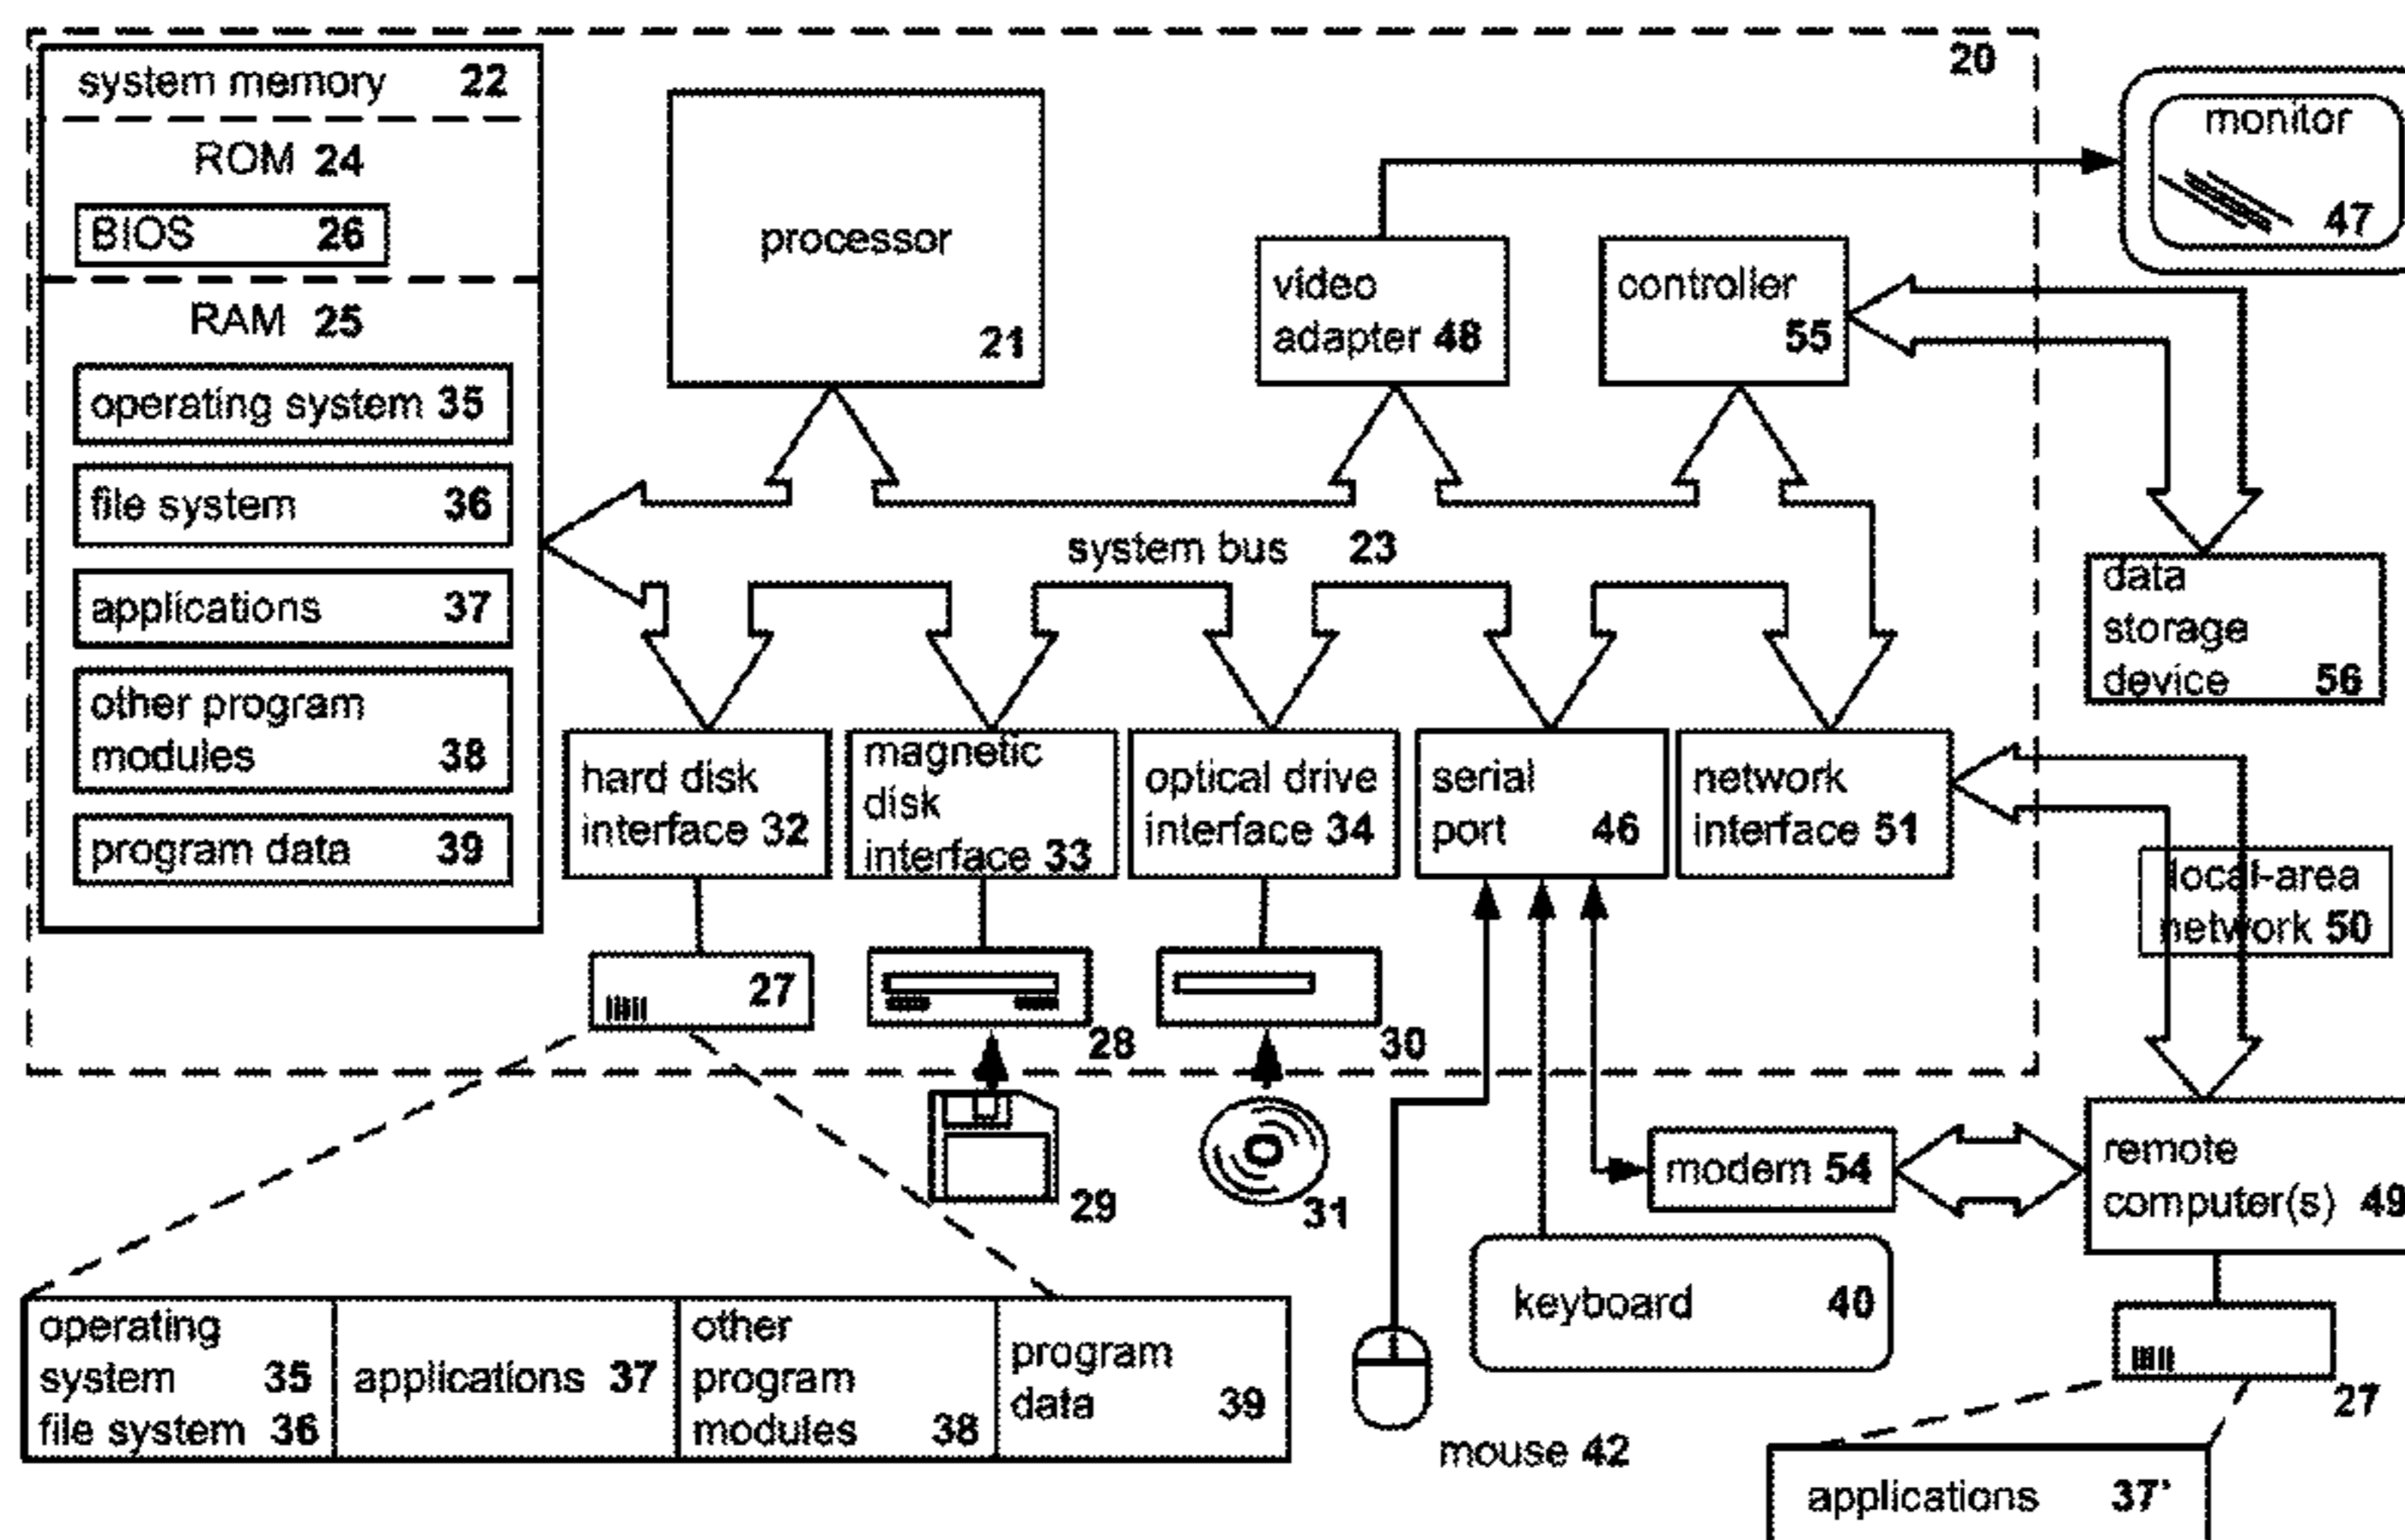 20
system memory 22
ROM 24
BIOS 26
RAM 25
operating system 35
file system 36
applications 37
other program
modules 38
program data 39
processor
21
video
adapter 48
controller
55
monitor
47
system bus 23
data
storage
device 56
hard disk
interface 32
magnetic
disk
interface 33
optical drive
interface 34
serial
port 46
network
interface 51
local-area
network 50
27
28
30
29
31
modem 54
remote
computer(s) 49
keyboard 40
mouse 42
27
operating
system 35
file system 36
applications 37
other
program
modules 38
program
data 39
applications 37'